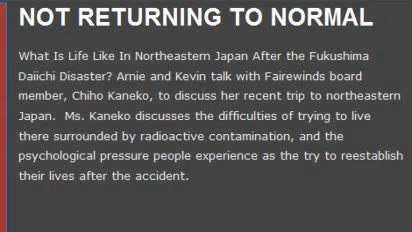 NOT RETURNING TO NORMAL
What Is Life Like In Northeastern Japan After the Fukushima
Daiichi Disaster? Arnie and Kevin talk with Fairewinds board
member, Chiho Kaneko, to discuss her recent trip to northeastern
Japan.  Ms. Kaneko discusses the difficulties of trying to live
there surrounded by radioactive contamination, and the
psychological pressure people experience as the try to reestablish
their lives after the accident.